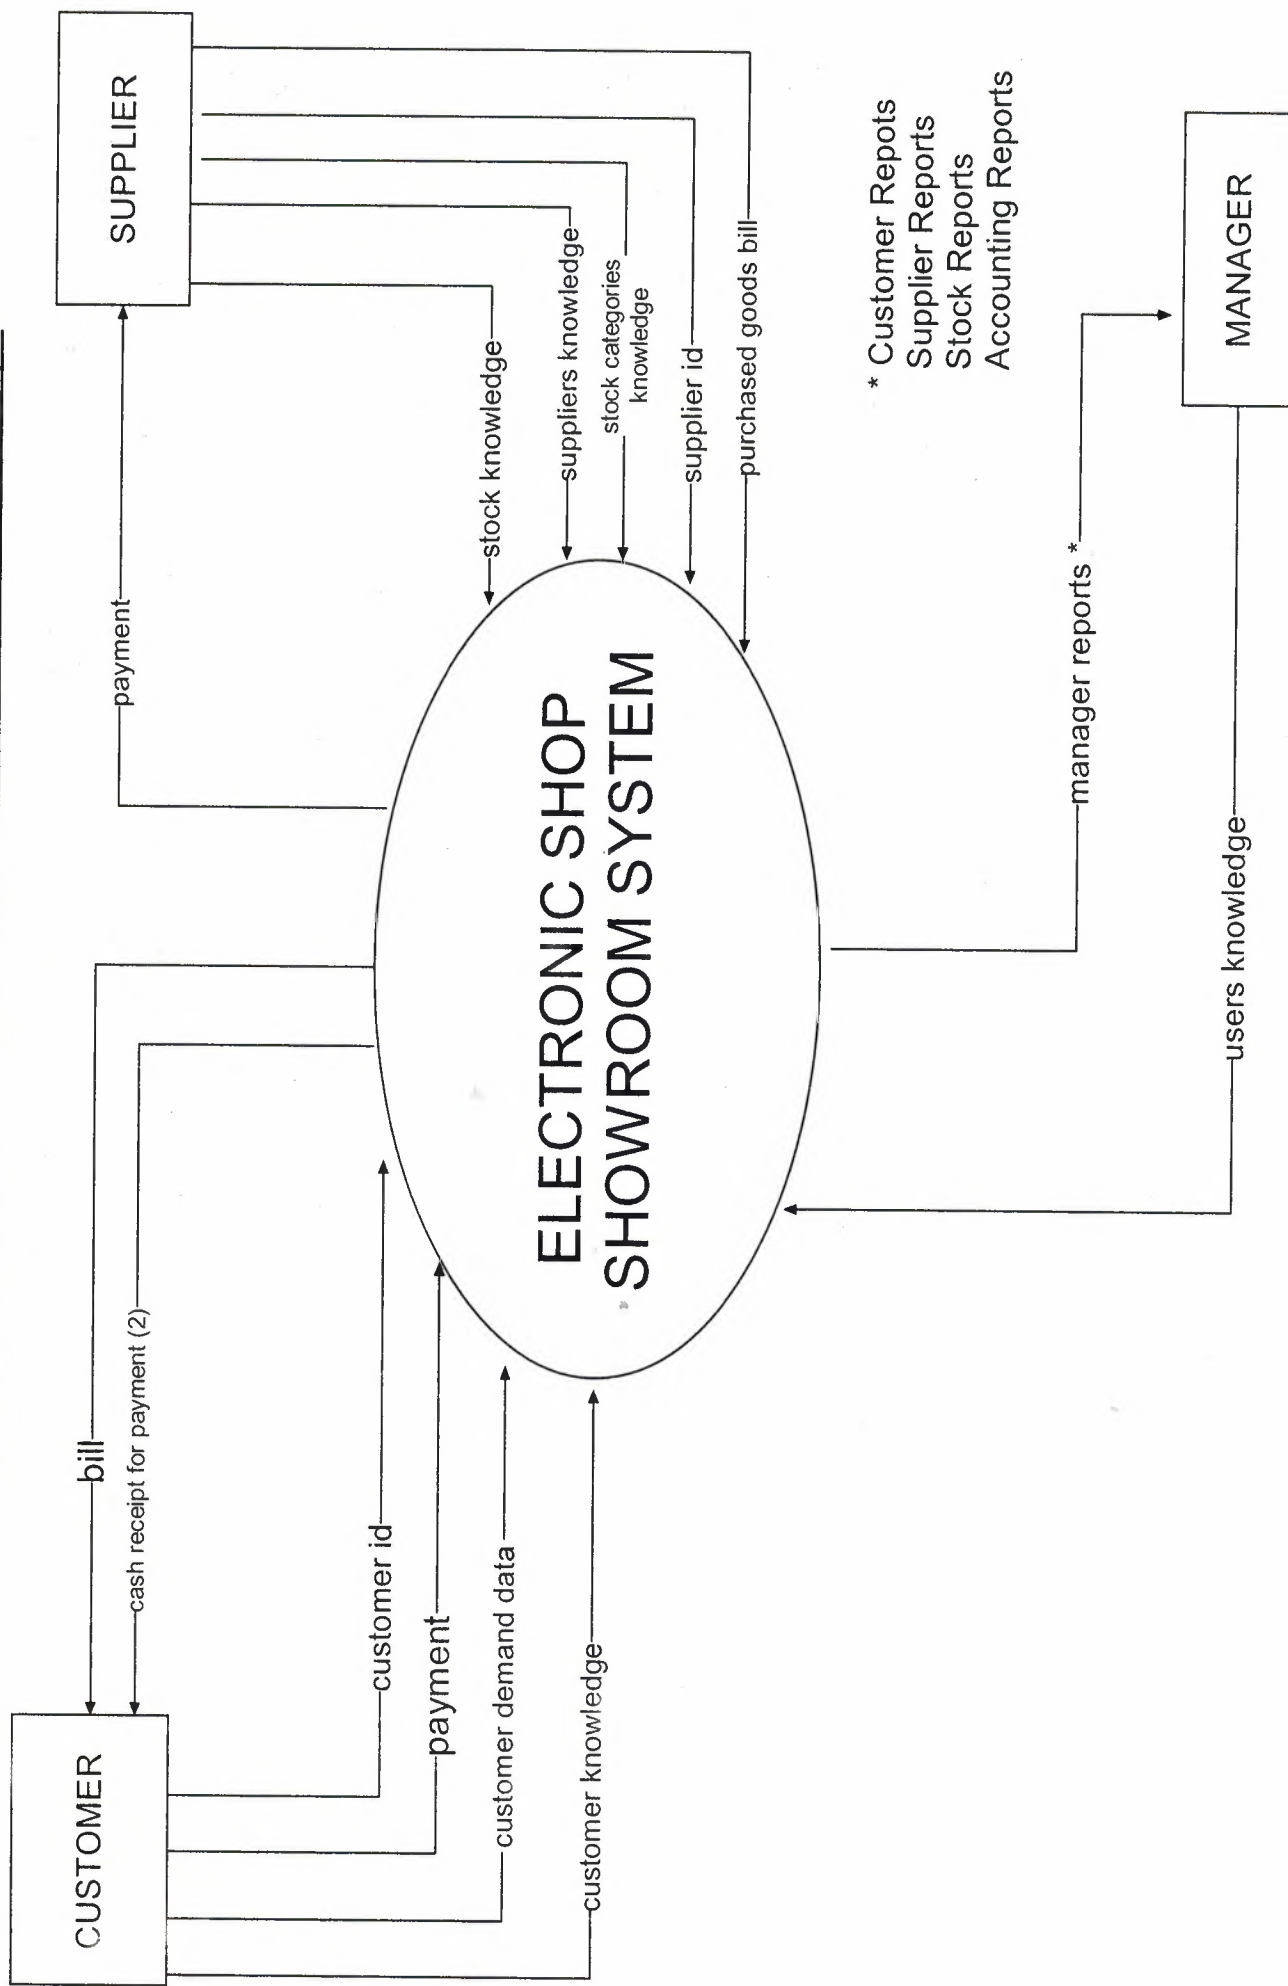 CUSTOMER
SUPPLIER
bill
cash receipt for payment (2)
payment
customer id
payment
customer demand data
customer knowledge
ELECTRONIC SHOP
SHOWROOM SYSTEM
stock knowledge
suppliers knowledge
stock categories
knowledge
supplier id
purchased goods bill
* Customer Repots
Supplier Reports
Stock Reports
Accounting Reports
manager reports *
users knowledge
MANAGER